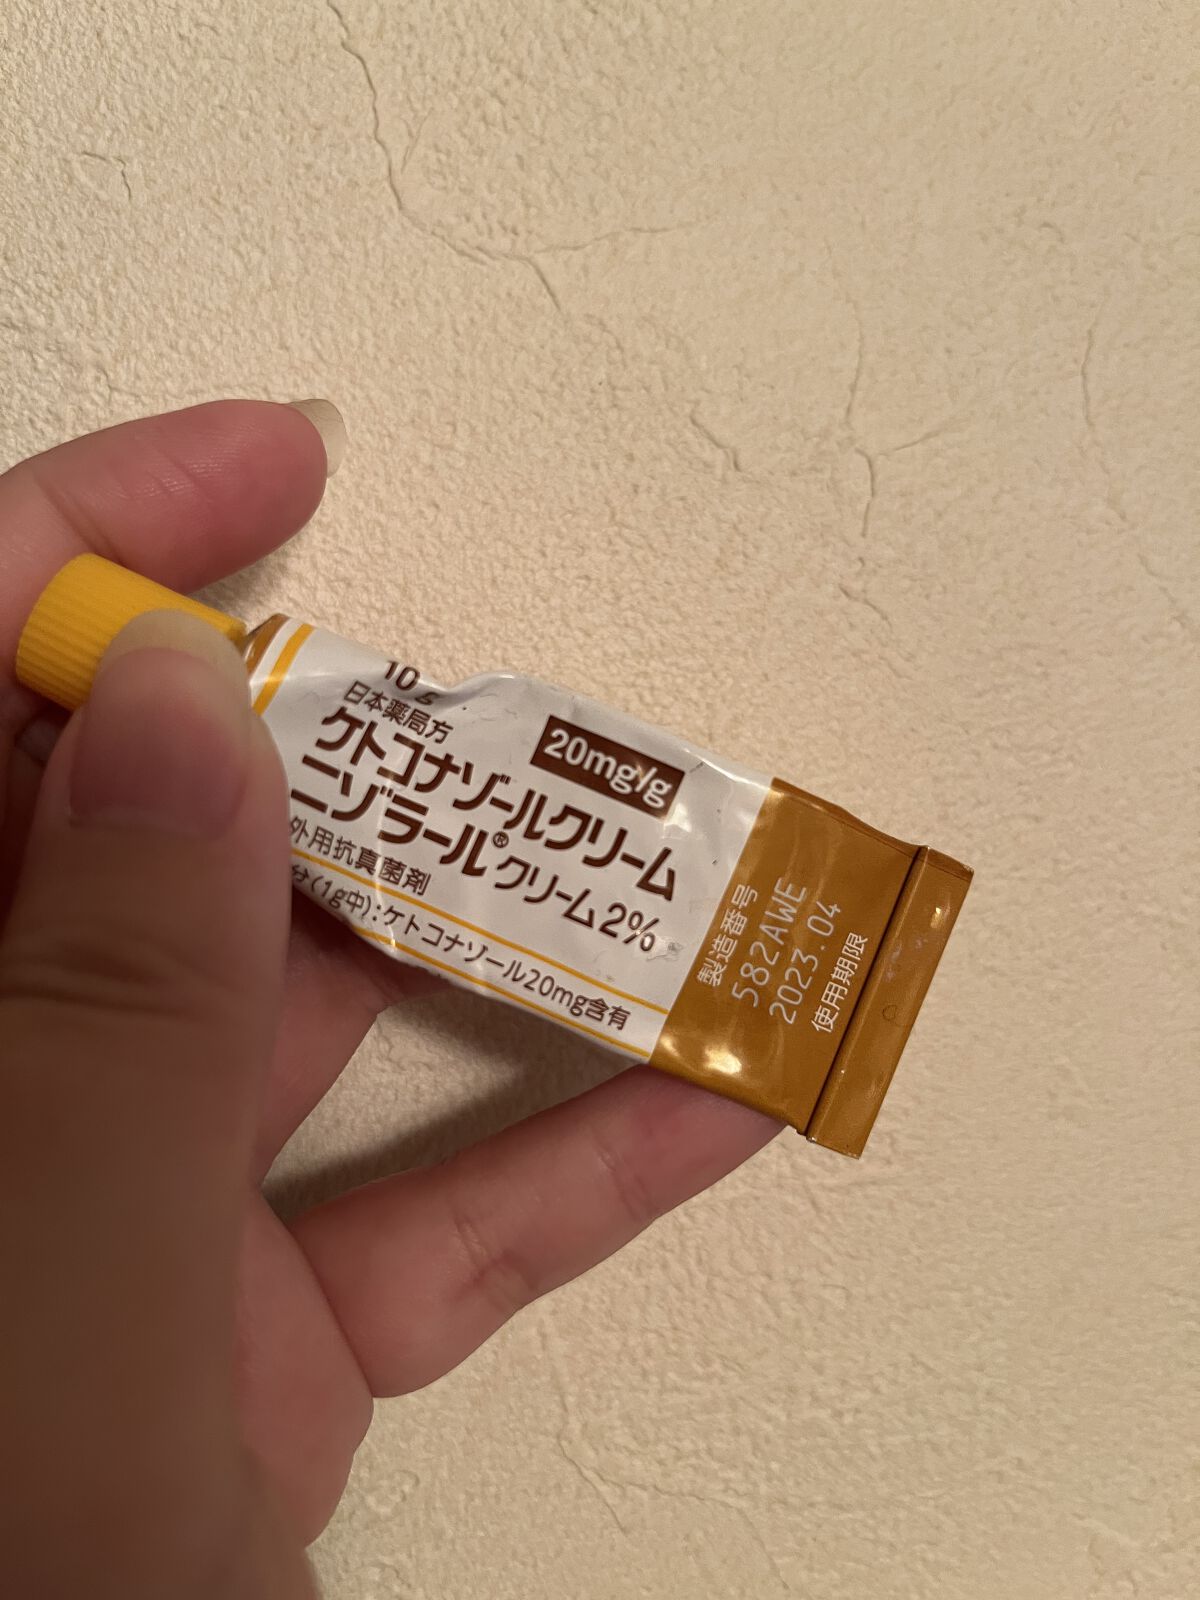 10g
日本薬局方
ケトコナゾールクリーム
20mg/g
ニゾラール®クリーム2%
外用抗真菌剤
分(1g中):ケトコナゾール20mg含有
製造番号
582AWE
2023.04
使用期限